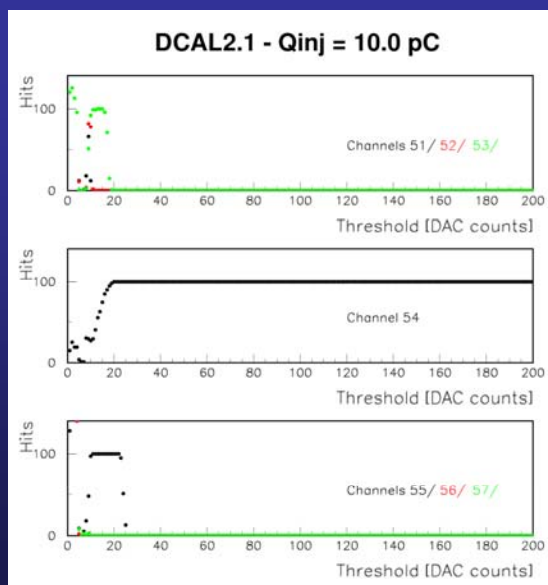 DCAL2.1 - Qinj = 10.0 pC
Hits
100
0
Channels 51/ 52/ 53/
0 20 40 60 80 100 120 140 160 180 200
Threshold [DAC counts]
Hits
100
0
Channel 54
0 20 40 60 80 100 120 140 160 180 200
Threshold [DAC counts]
Hits
100
0
Channels 55/ 56/ 57/
0 20 40 60 80 100 120 140 160 180 200
Threshold [DAC counts]